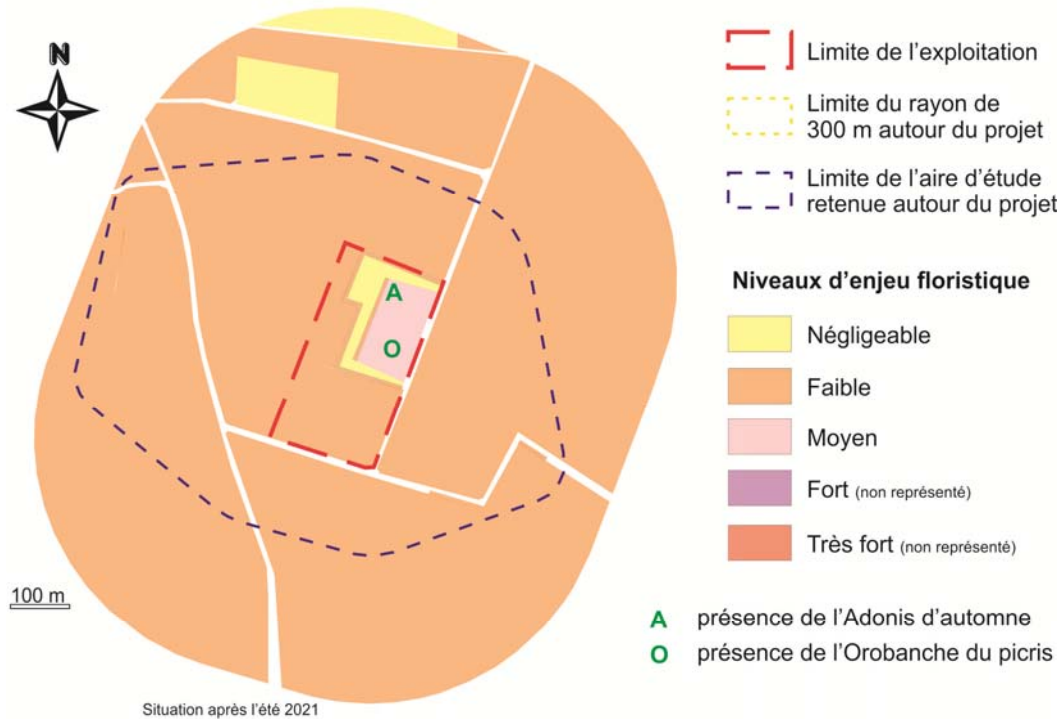 N
Limite de l'exploitation
Limite du rayon de
300 m autour du projet
Limite de l'aire d'étude
retenue autour du projet
Niveaux d'enjeu floristique
Négligeable
Faible
Moyen
Fort (non représenté)
Très fort (non représenté)
A
O
100 m
A présence de l'Adonis d'automne
O présence de l'Orobanche du picris
Situation après l'été 2021